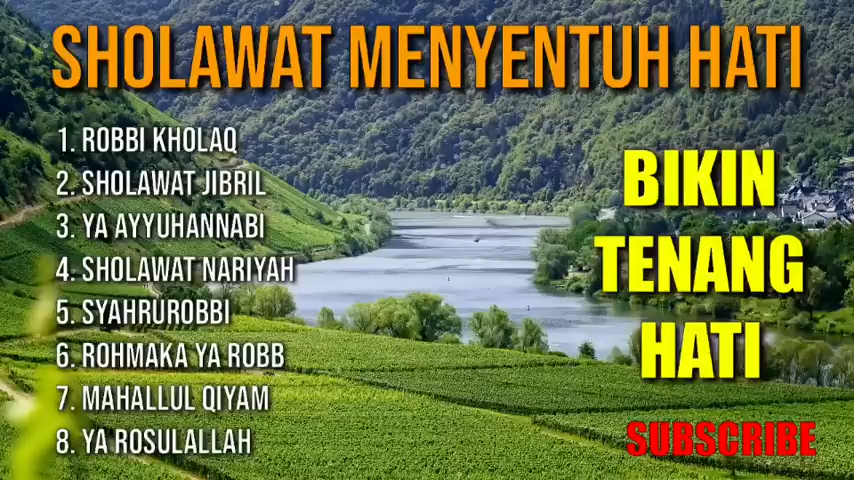 SHOLAWAT MENYENTUH HATI
1. ROBBI KHOLAQ
2. SHOLAWAT JIBRIL
3. YA AYYUHANNABI
4. SHOLAWAT NARIYAH
5. SYAHRUROBBI
6. ROHMAKA YA ROBB
7. MAHALLUL QIYAM
8. YA ROSULALLAH
BIKIN
TENANG
HATI
SUBSCRIBE